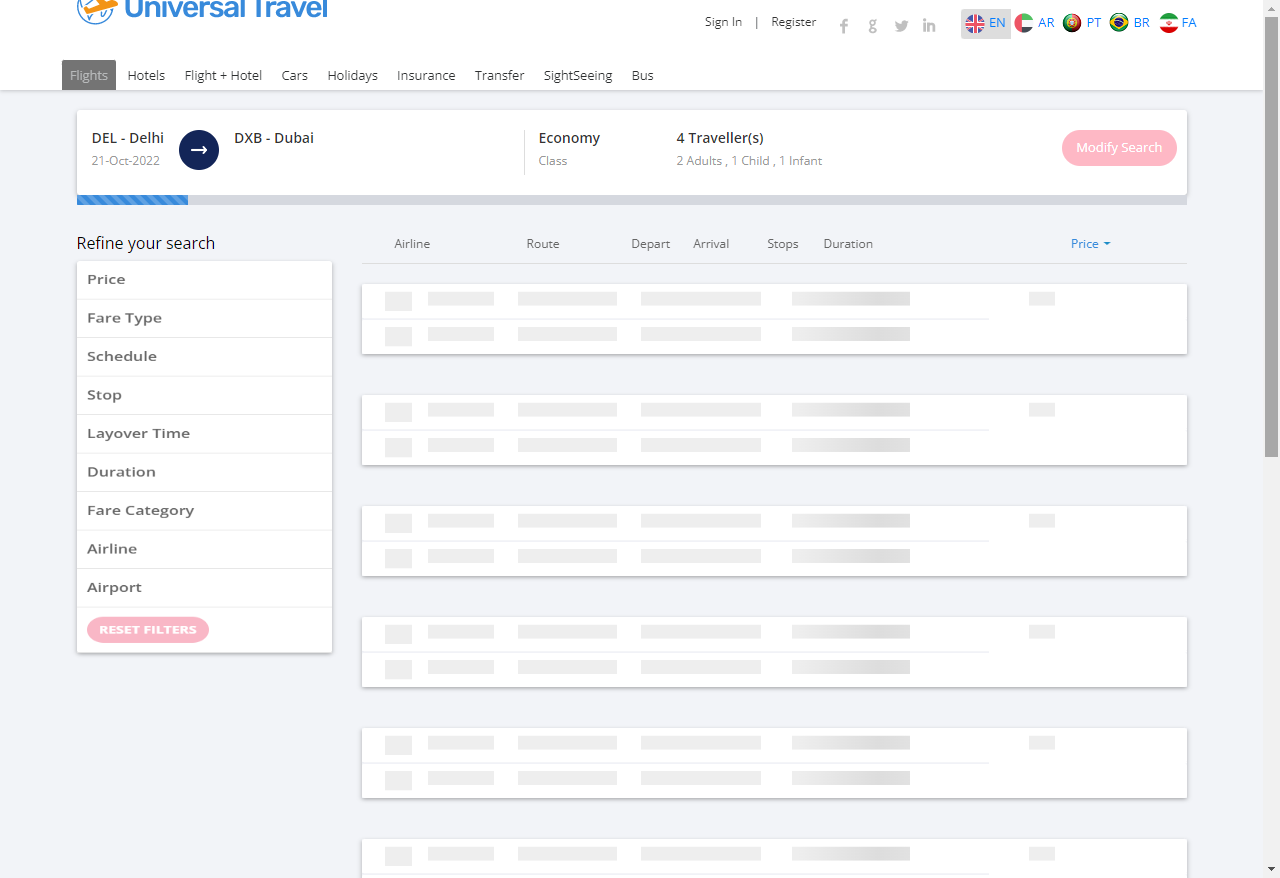 Universal Travel
Sign In | Register
EN AR PT BR FA
Flights Hotels Flight + Hotel Cars Holidays Insurance Transfer SightSeeing Bus
DEL - Delhi → DXB - Dubai Economy 4 Traveller(s)
21-Oct-2022 Class 2 Adults , 1 Child , 1 Infant
Modify Search
Refine your search
Airline Route Depart Arrival Stops Duration Price
Price
Fare Type
Schedule
Stop
Layover Time
Duration
Fare Category
Airline
Airport
RESET FILTERS